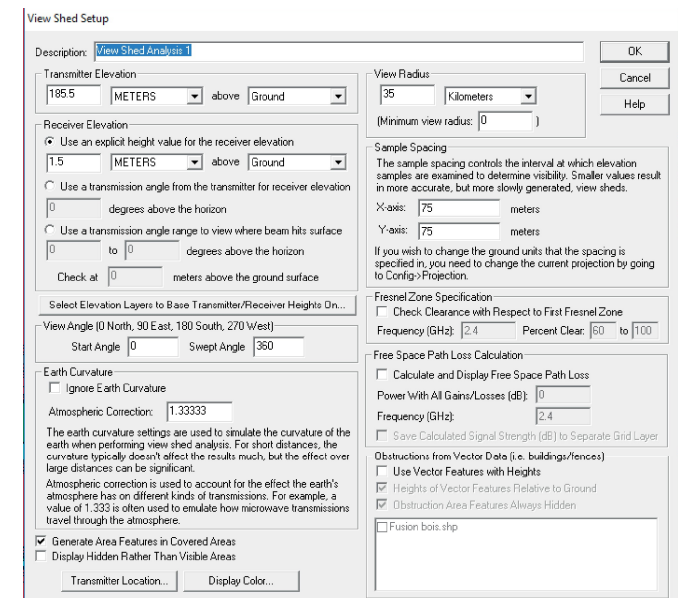 View Shed Setup
Description: View Shed Analysis 1
OK
Cancel
Help
Transmitter Elevation
185.5 METERS above Ground
View Radius
35 Kilometers
(Minimum view radius: 0 )
Receiver Elevation
Use an explicit height value for the receiver elevation
1.5 METERS above Ground
Use a transmission angle from the transmitter for receiver elevation
0 degrees above the horizon
Use a transmission angle range to view where beam hits surface
0 to 0 degrees above the horizon
Check at 0 meters above the ground surface
Select Elevation Layers to Base Transmitter/Receiver Heights On...
View Angle (0 North, 90 East, 180 South, 270 West)
Start Angle 0 Swept Angle 360
Earth Curvature
Ignore Earth Curvature
Atmospheric Correction: 1.33333
The earth curvature settings are used to simulate the curvature of the
earth when performing view shed analysis. For short distances, the
curvature typically doesn't affect the results much, but the effect over
large distances can be significant.
Atmospheric correction is used to account for the effect the earth's
atmosphere has on different kinds of transmissions. For example, a
value of 1.333 is often used to emulate how microwave transmissions
travel through the atmosphere.
Generate Area Features in Covered Areas
Display Hidden Rather Than Visible Areas
Transmitter Location... Display Color...
Sample Spacing
The sample spacing controls the interval at which elevation
samples are examined to determine visibility. Smaller values result
in more accurate, but more slowly generated, view sheds.
X-axis: 75 meters
Y-axis: 75 meters
If you wish to change the ground units that the spacing is
specified in, you need to change the current projection by going
to Config->Projection.
Fresnel Zone Specification
Check Clearance with Respect to First Fresnel Zone
Frequency (GHz): 2.4 Percent Clear: 60 to 100
Free Space Path Loss Calculation
Calculate and Display Free Space Path Loss
Power With All Gains/Losses (dB): 0
Frequency (GHz): 2.4
Save Calculated Signal Strength (dB) to Separate Grid Layer
Obstructions from Vector Data (i.e. buildings/fences)
Use Vector Features with Heights
Heights of Vector Features Relative to Ground
Obstruction Area Features Always Hidden
Fusion bois.shp